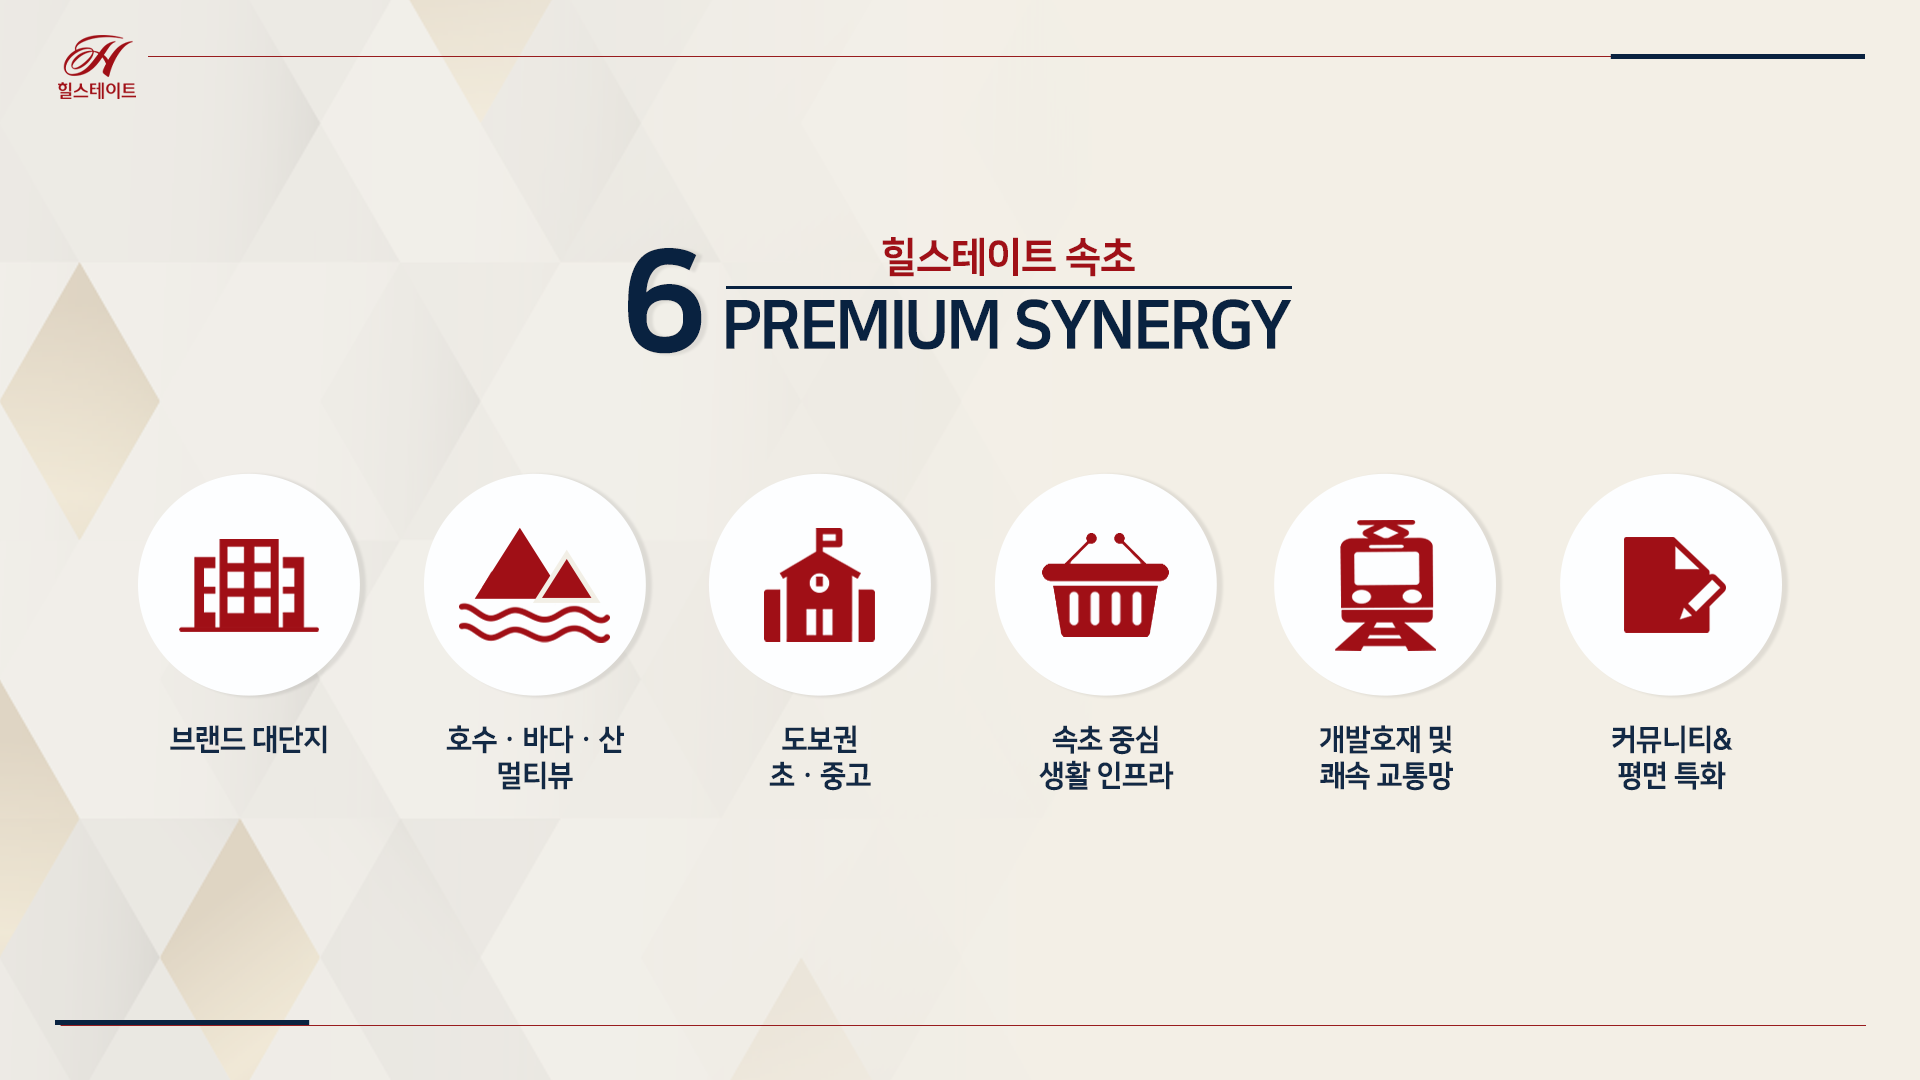 힐스테이트
힐스테이트 속초
6 PREMIUM SYNERGY
브랜드 대단지
호수 · 바다 · 산
멀티뷰
도보권
초 · 중고
속초 중심
생활 인프라
개발호재 및
쾌속 교통망
커뮤니티&
평면 특화